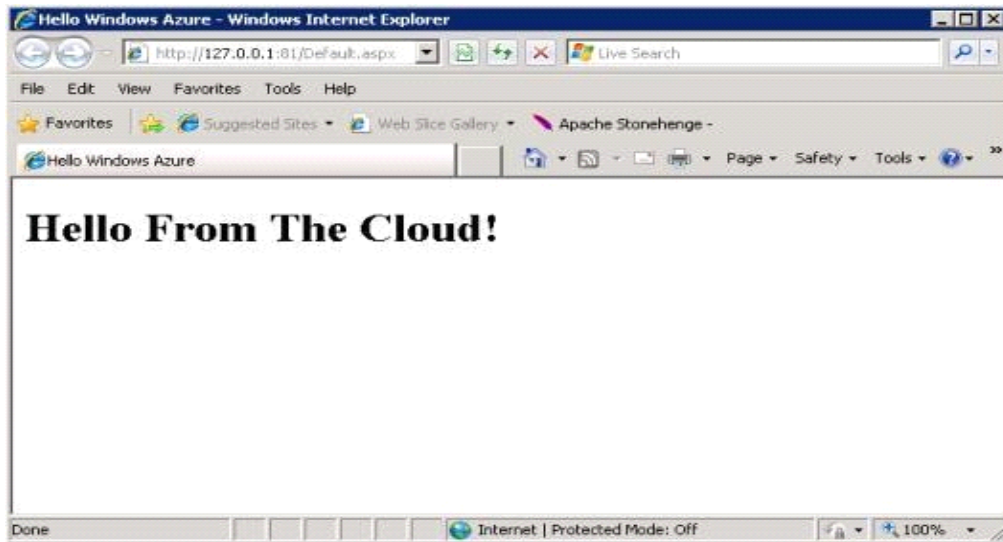 Hello Windows Azure - Windows Internet Explorer
http://127.0.0.1:81/Default.aspx Live Search
File Edit View Favorites Tools Help
Favorites Suggested Sites Web Slice Gallery Apache Stonehenge -
Hello Windows Azure Page Safety Tools »
Hello From The Cloud!
Done Internet | Protected Mode: Off 100%